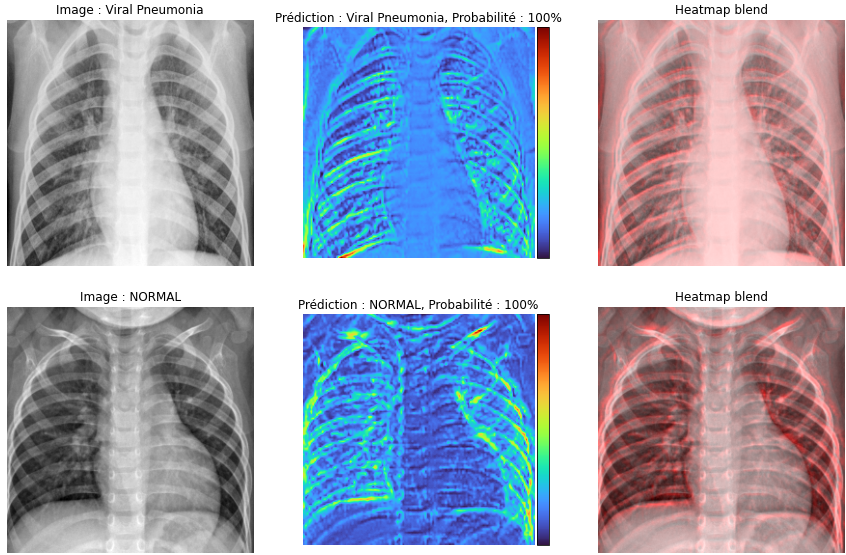 Image : Viral Pneumonia
Prédiction : Viral Pneumonia, Probabilité : 100%
Heatmap blend
Image : NORMAL
Prédiction : NORMAL, Probabilité : 100%
Heatmap blend